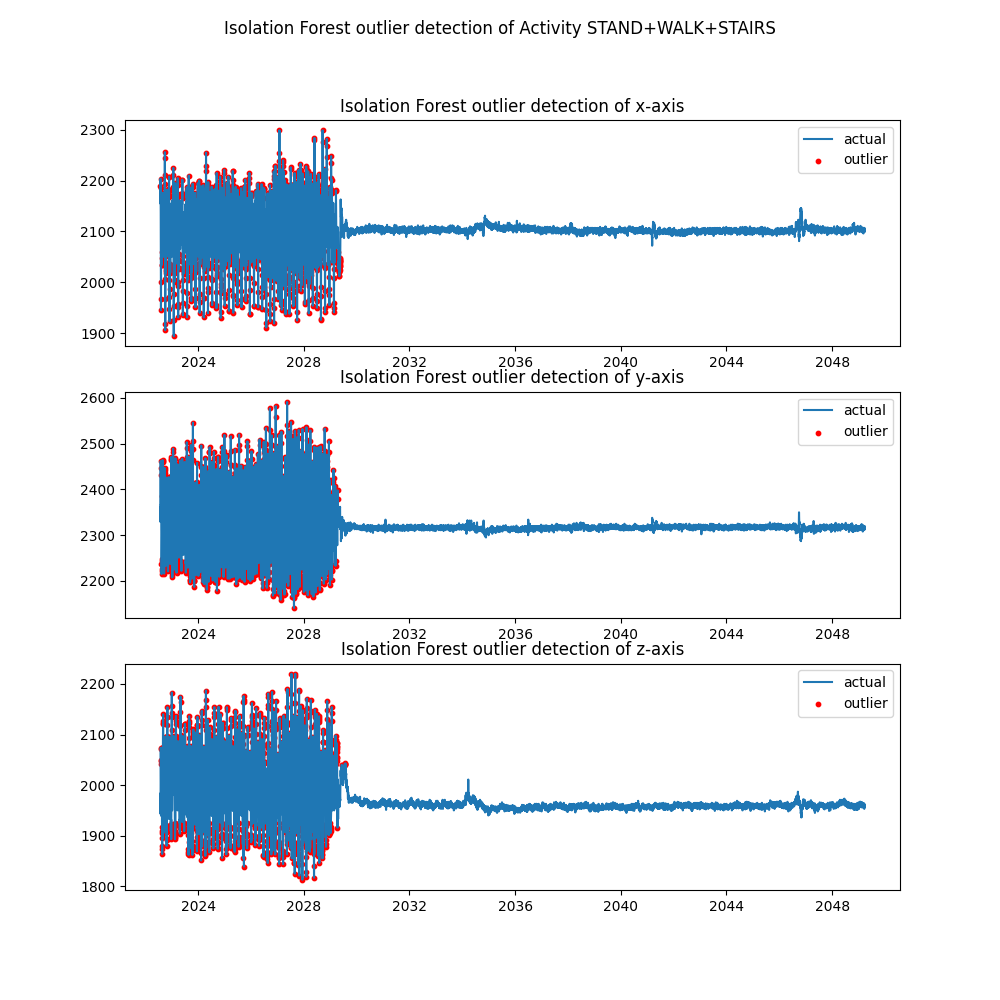 Isolation Forest outlier detection of Activity STAND+WALK+STAIRS
Isolation Forest outlier detection of x-axis
2300
2200
2100
2000
1900
actual
outlier
2024 2028 2032 2036 2040 2044 2048
Isolation Forest outlier detection of y-axis
2600
2500
2400
2300
2200
actual
outlier
2024 2028 2032 2036 2040 2044 2048
Isolation Forest outlier detection of z-axis
2200
2100
2000
1900
1800
actual
outlier
2024 2028 2032 2036 2040 2044 2048